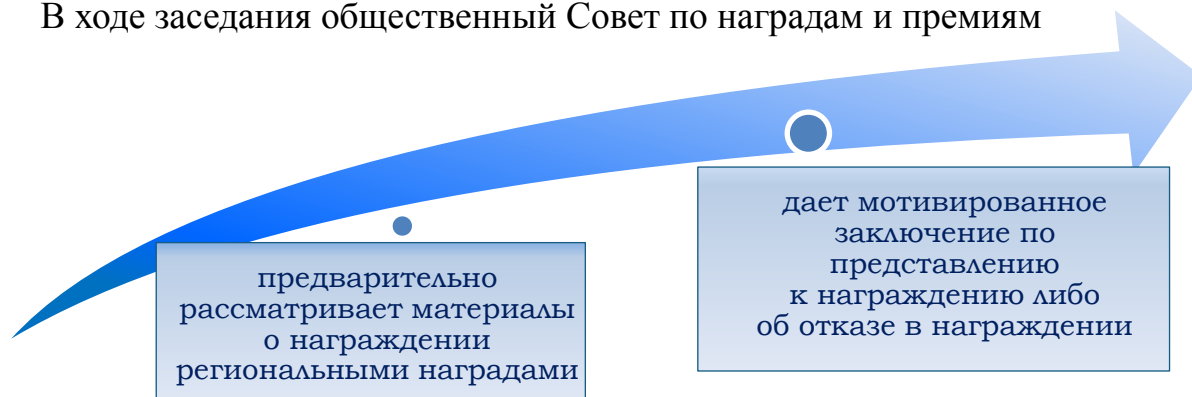 В ходе заседания общественный Совет по наградам и премиям
предварительно
рассматривает материалы
о награждении
региональными наградами
дает мотивированное
заключение по
представлению
к награждению либо
об отказе в награждении